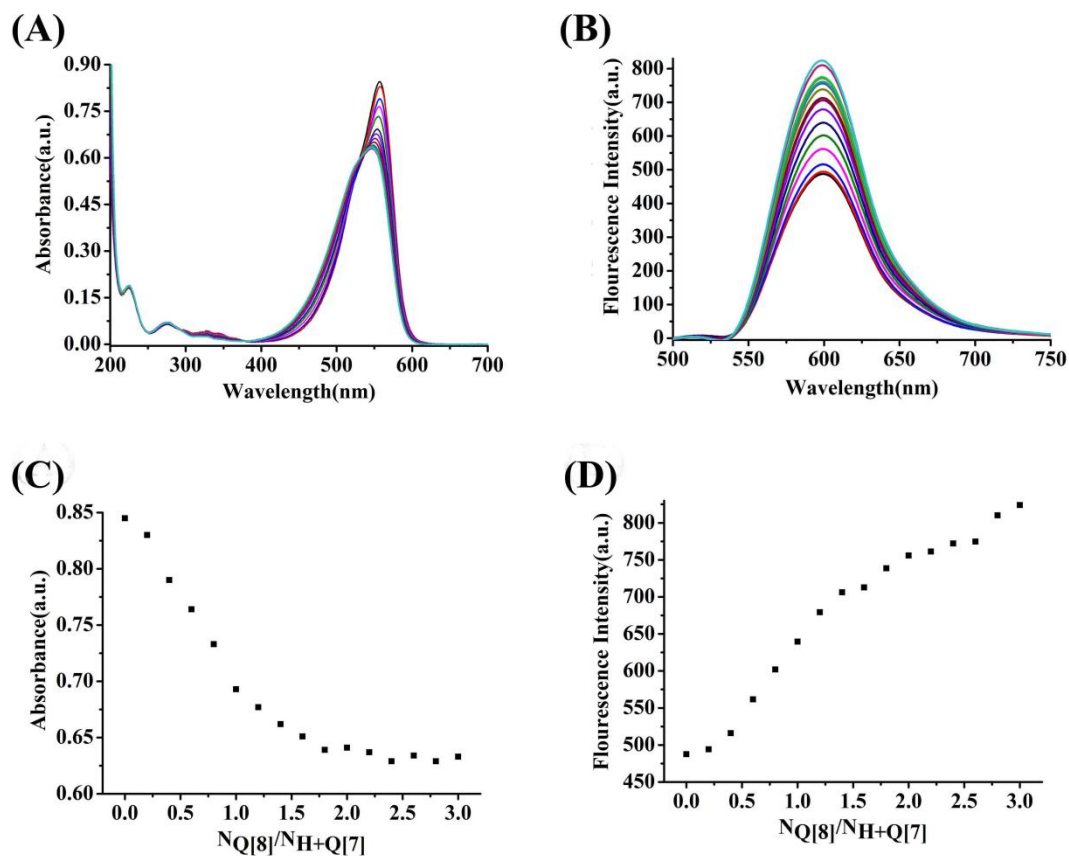 (A)
0.90
0.75
0.60
0.45
0.30
0.15
0.00
Absorbance(a.u.)
200 300 400 500 600 700
Wavelength(nm)
(B)
800
700
600
500
400
300
200
100
0
Flourescence Intensity(a.u.)
500 550 600 650 700 750
Wavelength(nm)
(C)
0.85
0.80
0.75
0.70
0.65
0.60
Absorbance(a.u.)
0.0 0.5 1.0 1.5 2.0 2.5 3.0
NQ[8]/NH+Q[7]
(D)
800
750
700
650
600
550
500
450
Flourescence Intensity(a.u.)
0.0 0.5 1.0 1.5 2.0 2.5 3.0
NQ[8]/NH+Q[7]